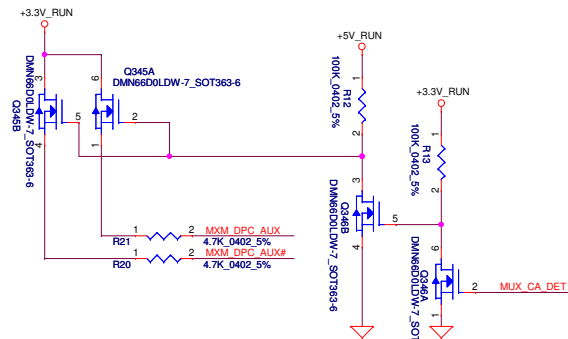 +3.3V_RUN
+5V_RUN
+3.3V_RUN
Q345A
DMN66D0LDW-7_SOT363-6
3
6
5
2
4
1
DMN66D0LDW-7_SOT363-6
Q345B
1
R12
100K_0402_5%
2
1
R13
100K_0402_5%
2
3
Q346B
DMN66D0LDW-7_SOT363-6
5
4
6
Q346A
DMN66D0LDW-7_SOT
2
MUX_CA_DET
1
1
2
MXM_DPC_AUX
R21
4.7K_0402_5%
1
2
MXM_DPC_AUX#
R20
4.7K_0402_5%